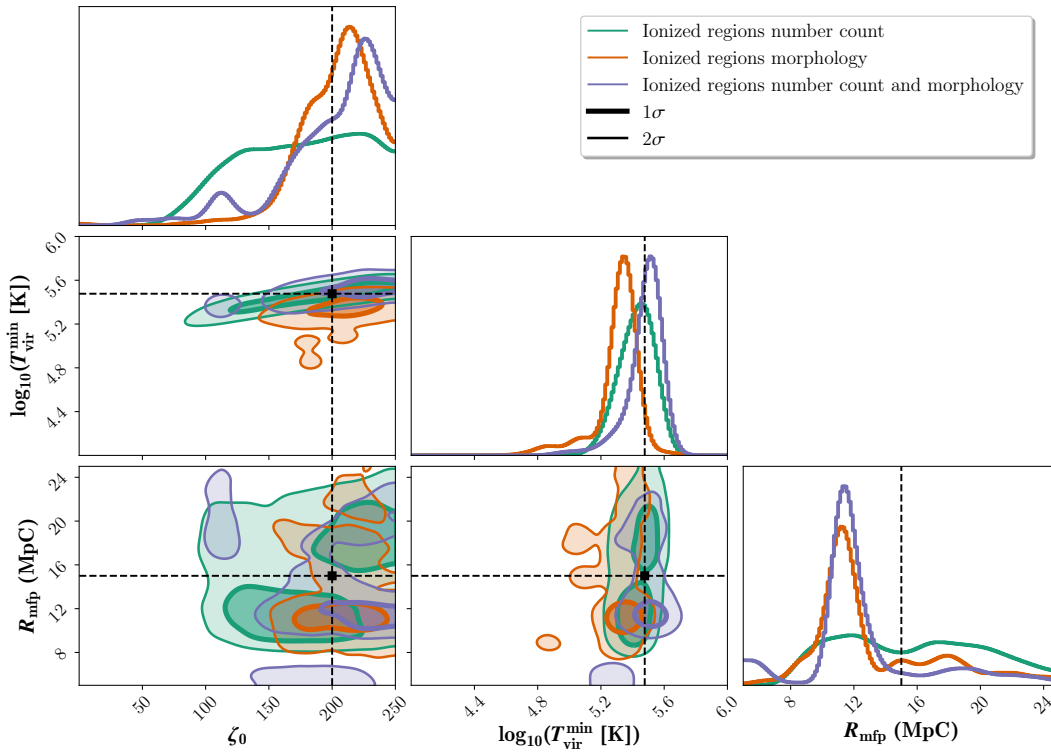 Ionized regions number count
Ionized regions morphology
Ionized regions number count and morphology
1σ
2σ
6.0
5.6
5.2
4.8
4.4
log₁₀(T_vir^min [K])
24
20
16
12
8
R_mfp (MpC)
50 100 150 200 250
ζ₀
4.4 4.8 5.2 5.6 6.0
log₁₀(T_vir^min [K])
8 12 16 20 24
R_mfp (MpC)